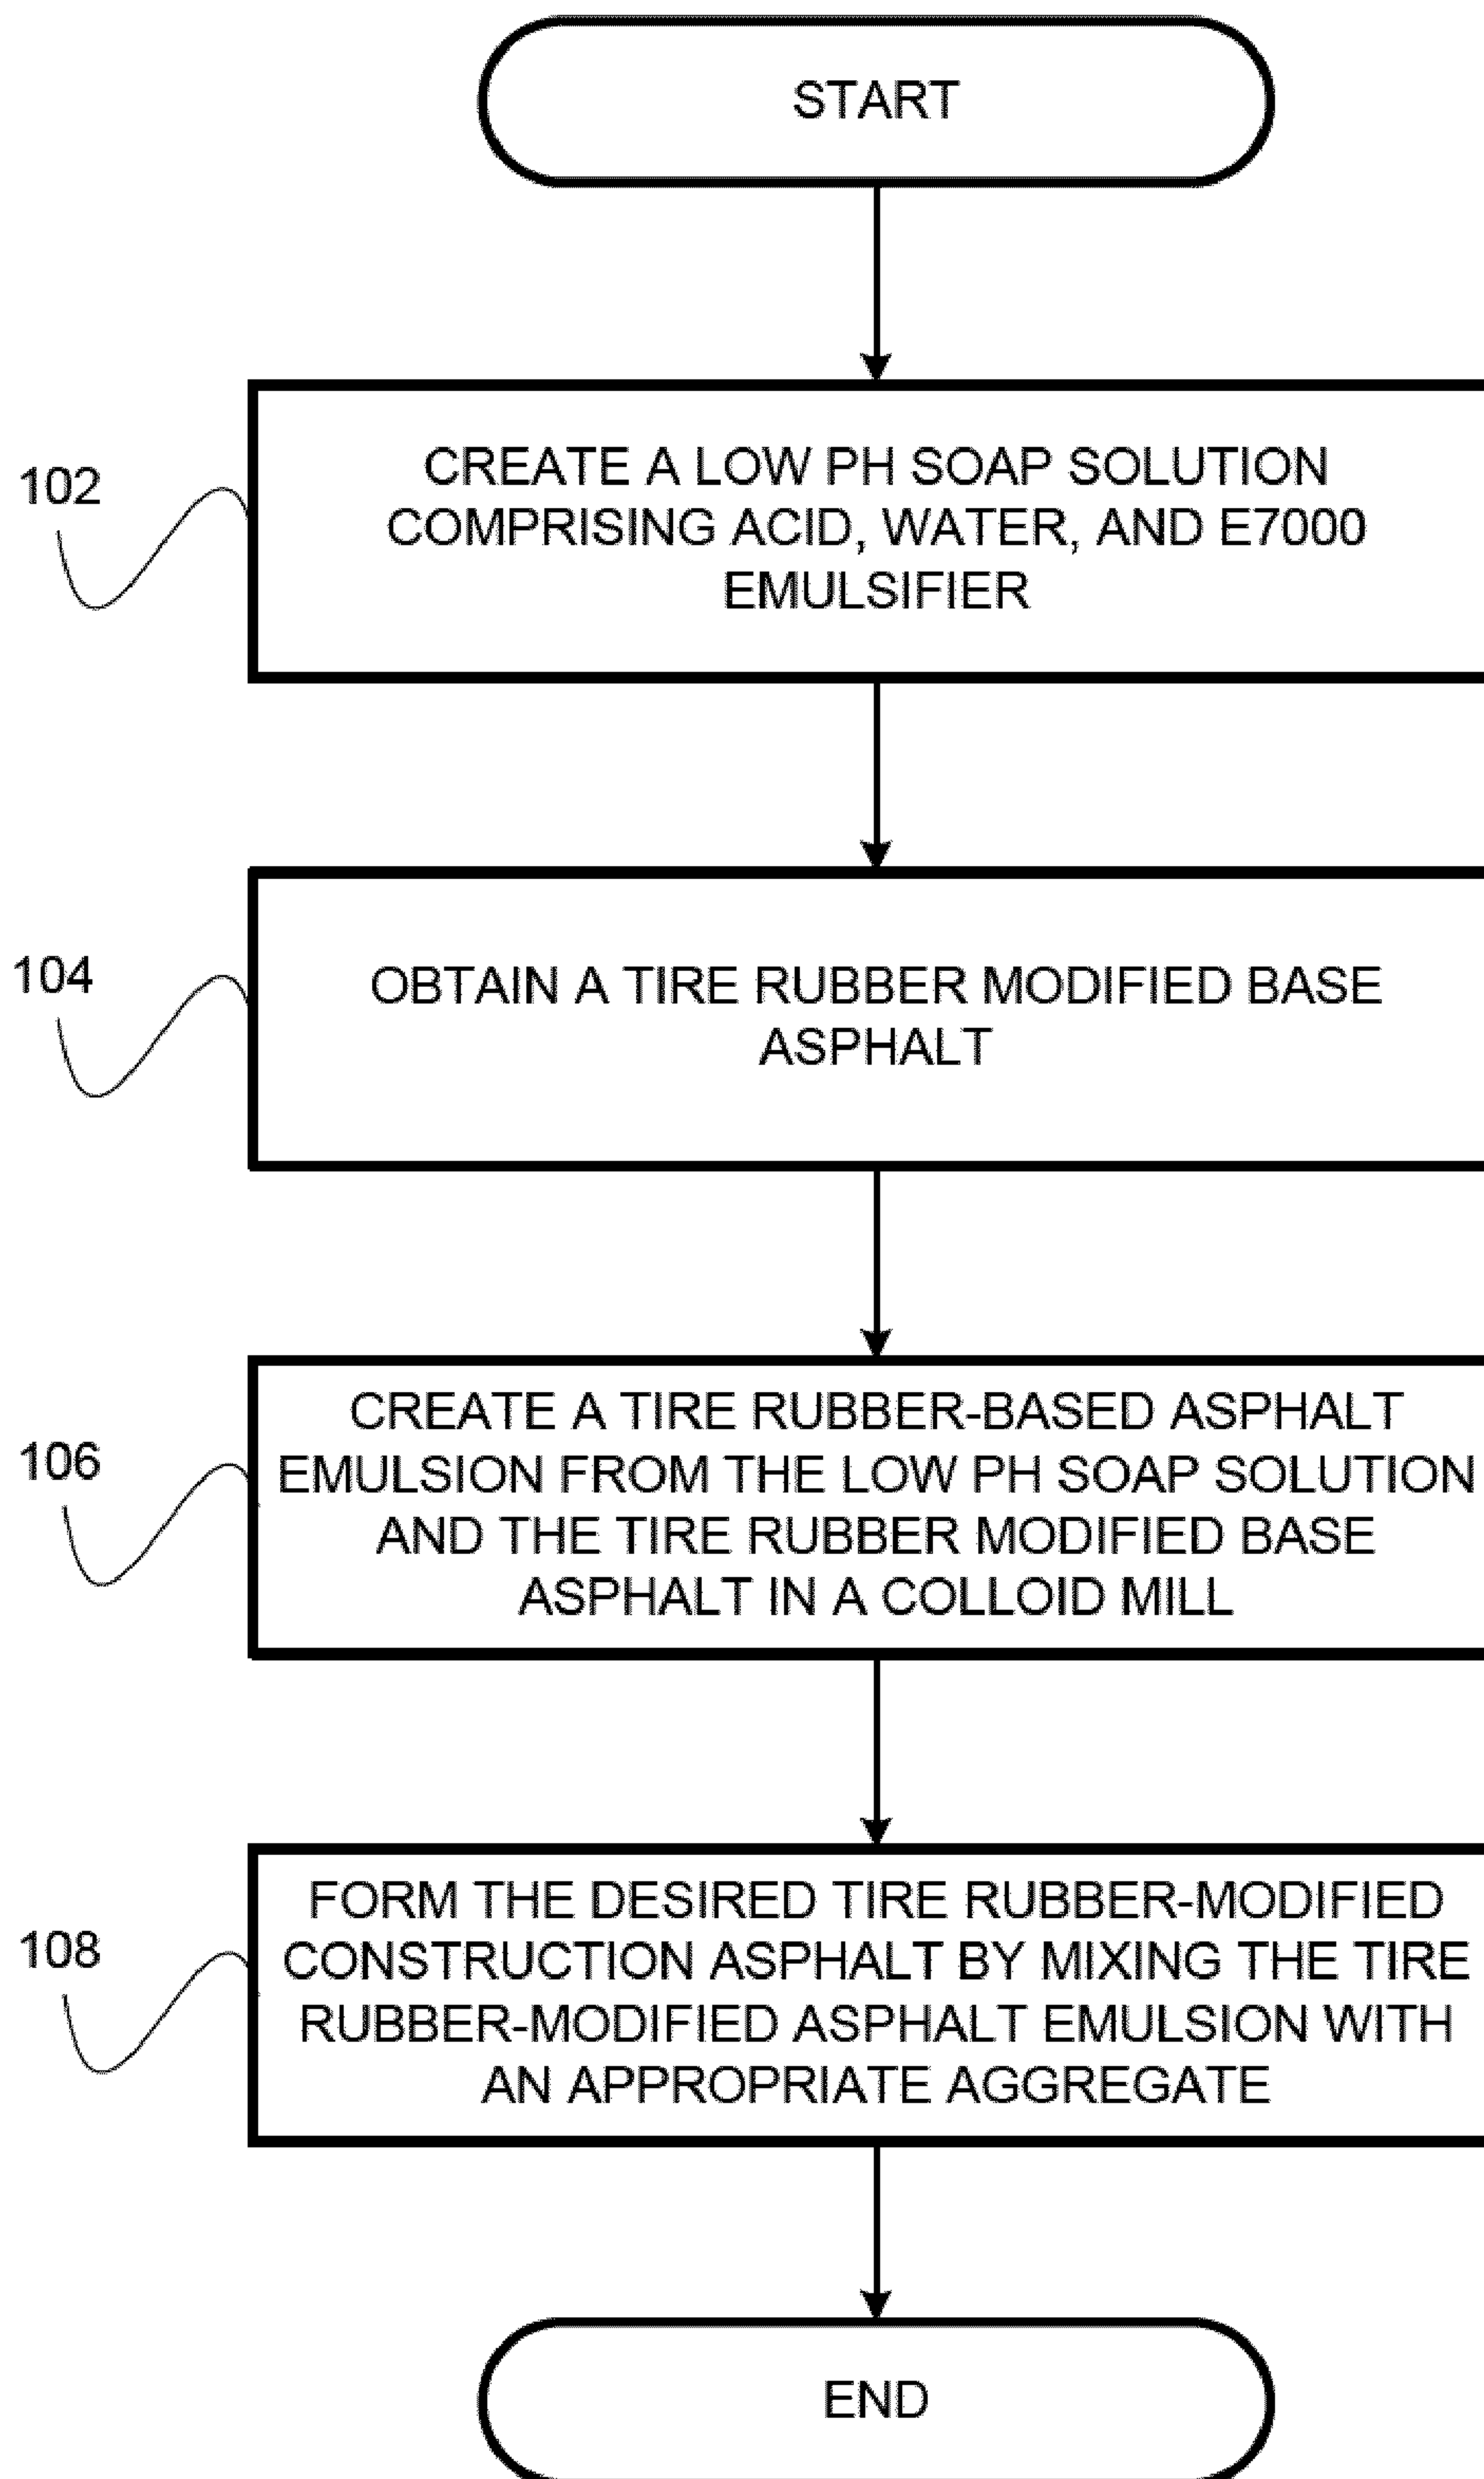 START
102
CREATE A LOW PH SOAP SOLUTION
COMPRISING ACID, WATER, AND E7000
EMULSIFIER
104
OBTAIN A TIRE RUBBER MODIFIED BASE
ASPHALT
106
CREATE A TIRE RUBBER-BASED ASPHALT
EMULSION FROM THE LOW PH SOAP SOLUTION
AND THE TIRE RUBBER MODIFIED BASE
ASPHALT IN A COLLOID MILL
108
FORM THE DESIRED TIRE RUBBER-MODIFIED
CONSTRUCTION ASPHALT BY MIXING THE TIRE
RUBBER-MODIFIED ASPHALT EMULSION WITH
AN APPROPRIATE AGGREGATE
END